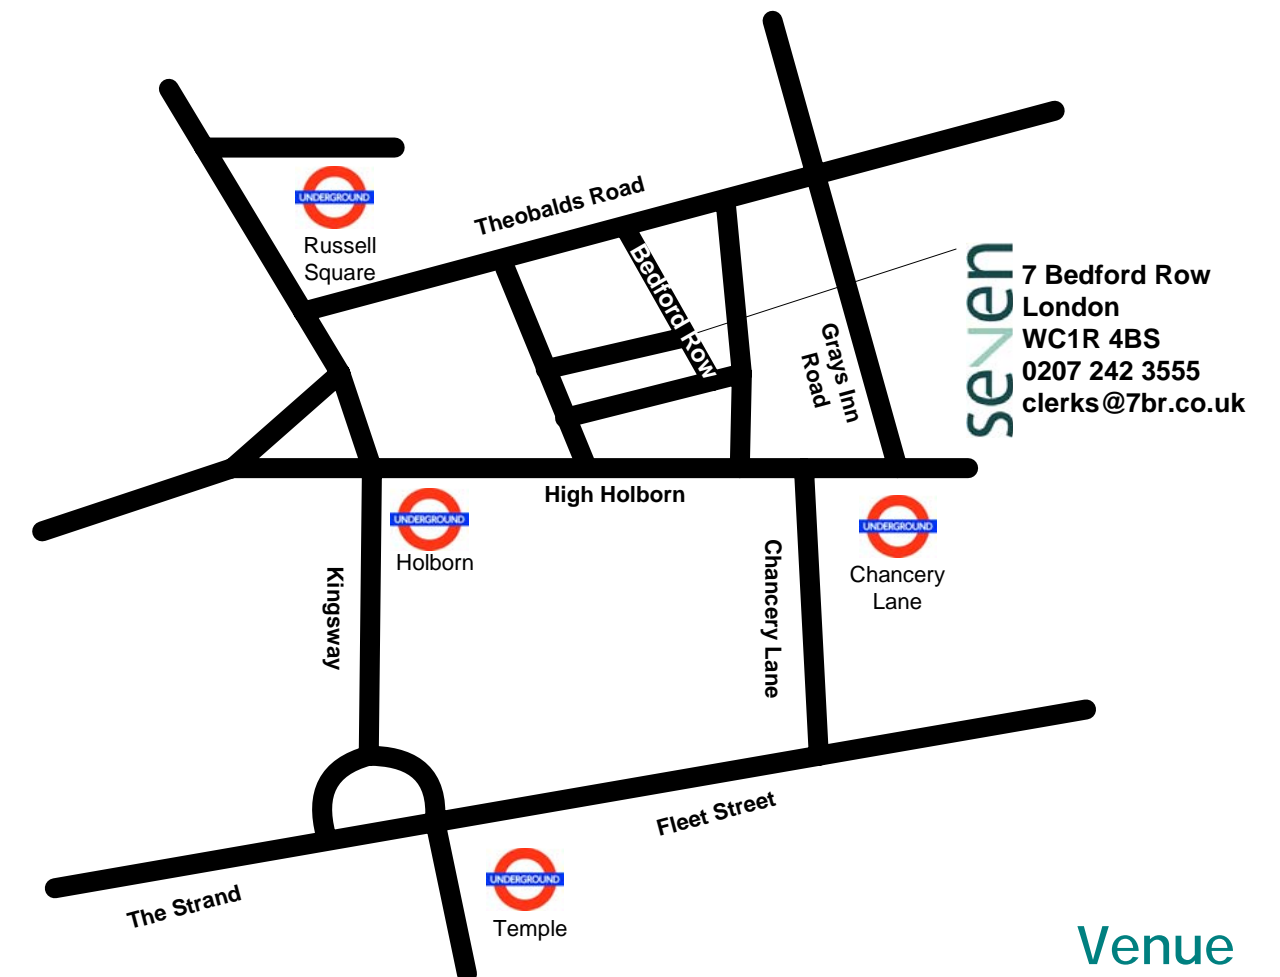 UNDERGROUND
Russell
Square
Theobalds Road
Bedford Row
Grays Inn
Road
seven
7 Bedford Row
London
WC1R 4BS
0207 242 3555
clerks@7br.co.uk
High Holborn
UNDERGROUND
Holborn
UNDERGROUND
Chancery
Lane
Kingsway
Chancery Lane
Fleet Street
The Strand
UNDERGROUND
Temple
Venue